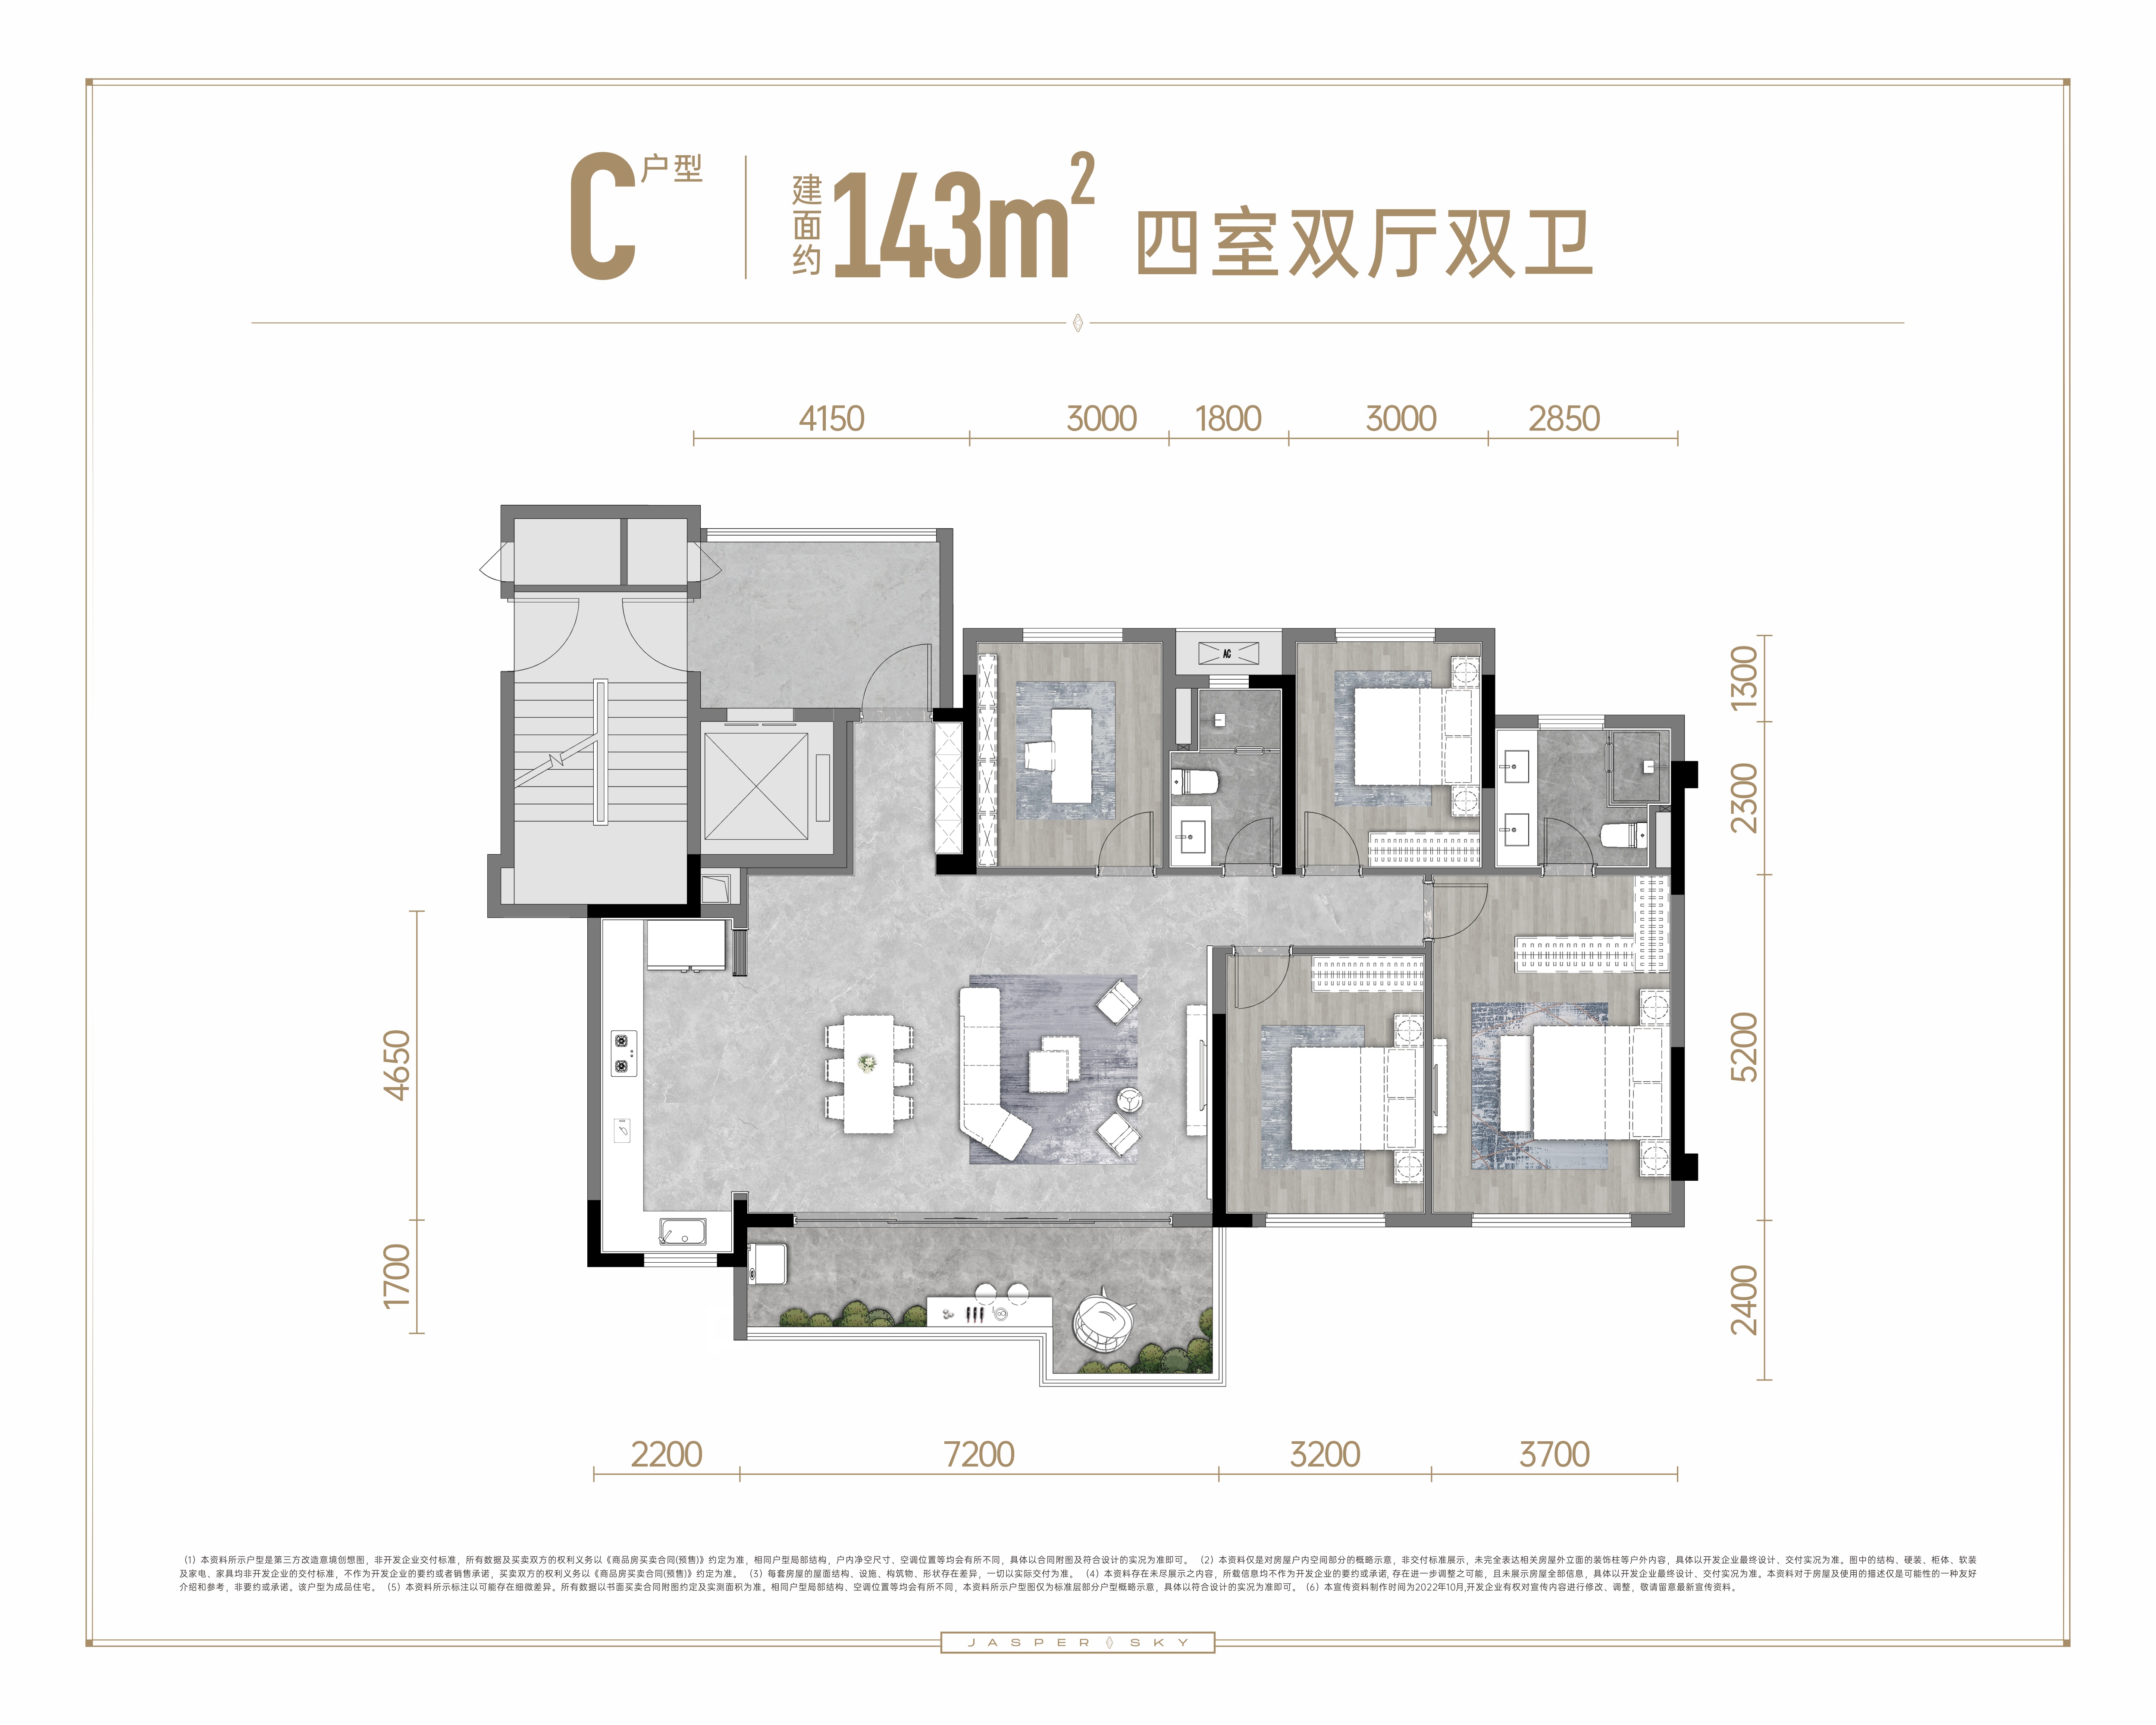 C户型
建面约143m²
四室双厅双卫
4150 3000 1800 3000 2850
AC
1300
2300
5200
2400
4650
1700
2200 7200 3200 3700
（1）本资料所示户型是第三方改造意境创想图，非开发企业交付标准，所有数据及买卖双方的权利义务以《商品房买卖合同(预售)》约定为准，相同户型局部结构，户内净空尺寸、空调位置等均会有所不同，具体以合同附图及符合设计的实况为准即可。（2）本资料仅是对房屋户内空间部分的概略示意，非交付标准展示，未完全表达相关房屋外立面的装饰柱等户外内容，具体以开发企业最终设计、交付实况为准。图中的结构、硬装、柜体、软装
及家电、家具均非开发企业的交付标准，不作为开发企业的要约或者销售承诺，买卖双方的权利义务以《商品房买卖合同(预售)》约定为准。（3）每套房屋的屋面结构、设施、构筑物、形状存在差异，一切以实际交付为准。（4）本资料存在未尽展示之内容，所载信息均不作为开发企业的要约或承诺,存在进一步调整之可能，且未展示房屋全部信息，具体以开发企业最终设计、交付实况为准。本资料对于房屋及使用的描述仅是可能性的一种友好
介绍和参考，非要约或承诺。该户型为成品住宅。（5）本资料所示标注以可能存在细微差异。所有数据以书面买卖合同附图约定及实测面积为准。相同户型局部结构、空调位置等均会有所不同，本资料所示户型图仅为标准层部分户型概略示意，具体以符合设计的实况为准即可。（6）本宣传资料制作时间为2022年10月,开发企业有权对宣传内容进行修改、调整，敬请留意最新宣传资料。
JASPER SKY